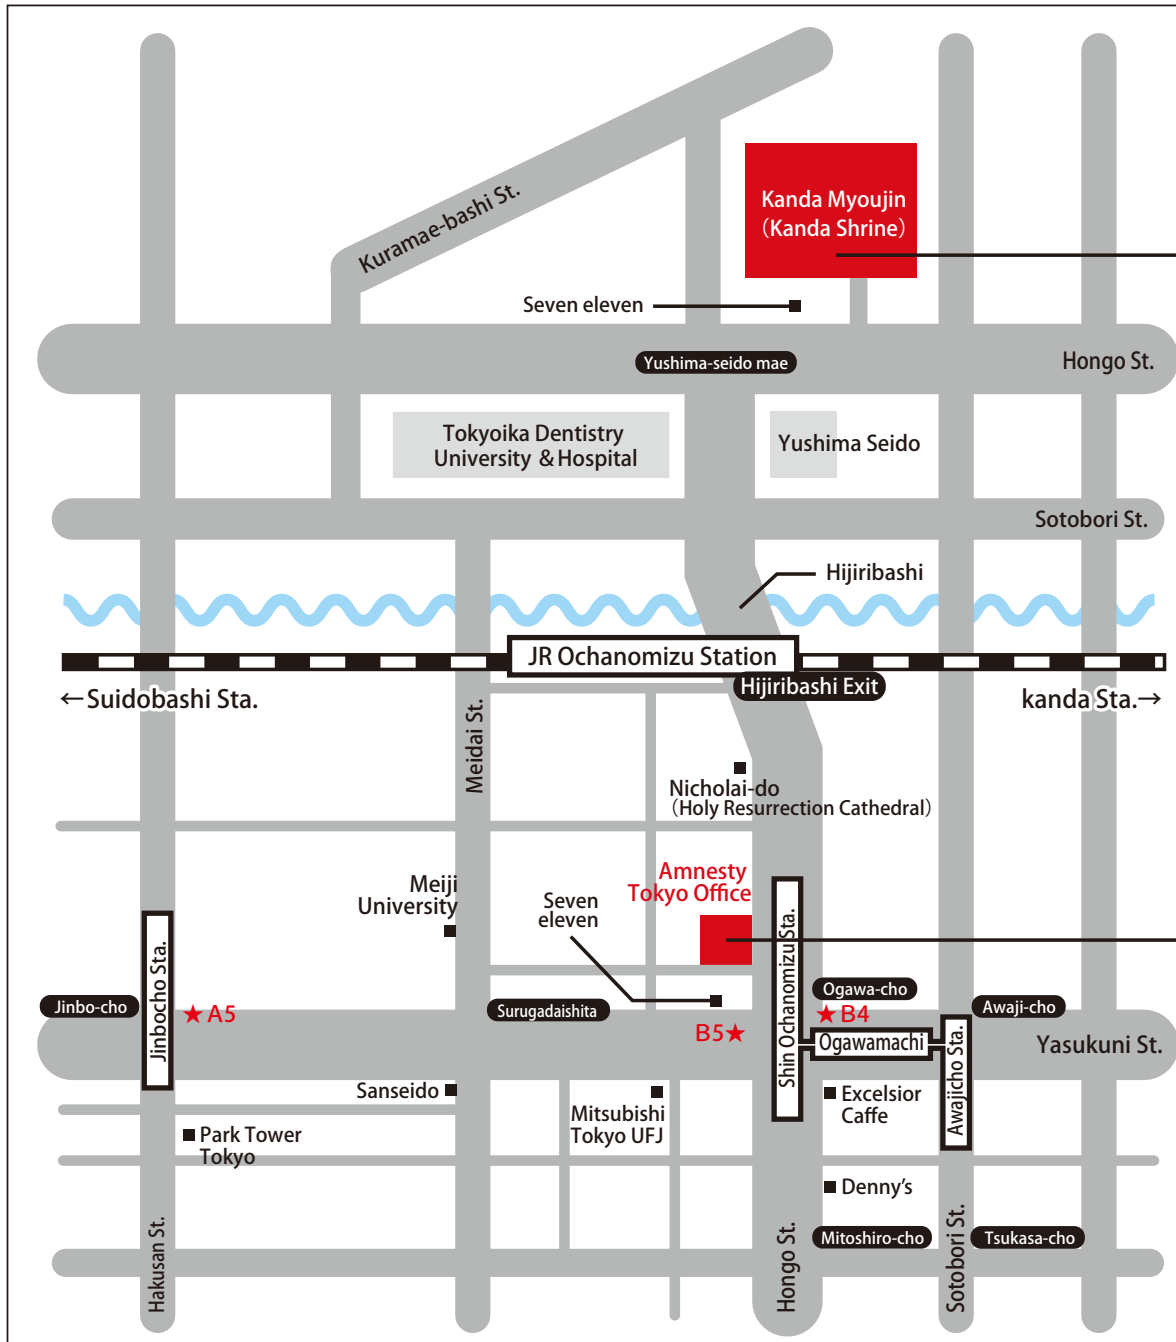 Kuramae-bashi St.
Kanda Myoujin
（Kanda Shrine）
Seven eleven
Yushima-seido mae
Hongo St.
Tokyoika Dentistry
University & Hospital
Yushima Seido
Sotobori St.
Hijiribashi
JR Ochanomizu Station
Hijiribashi Exit
←Suidobashi Sta.
kanda Sta.→
Meidai St.
Nicholai-do
（Holy Resurrection Cathedral）
Amnesty
Tokyo Office
Meiji
University
Seven
eleven
Shin Ochanomizu Sta.
Jinbocho Sta.
Jinbo-cho
★A5
Surugadaishita
B5★
Ogawa-cho
★B4
Ogawamachi
Awaji-cho
Awajicho Sta.
Yasukuni St.
Sanseido
Mitsubishi
Tokyo UFJ
Excelsior
Caffe
Park Tower
Tokyo
Denny's
Mitoshiro-cho
Tsukasa-cho
Hakusan St.
Hongo St.
Sotobori St.